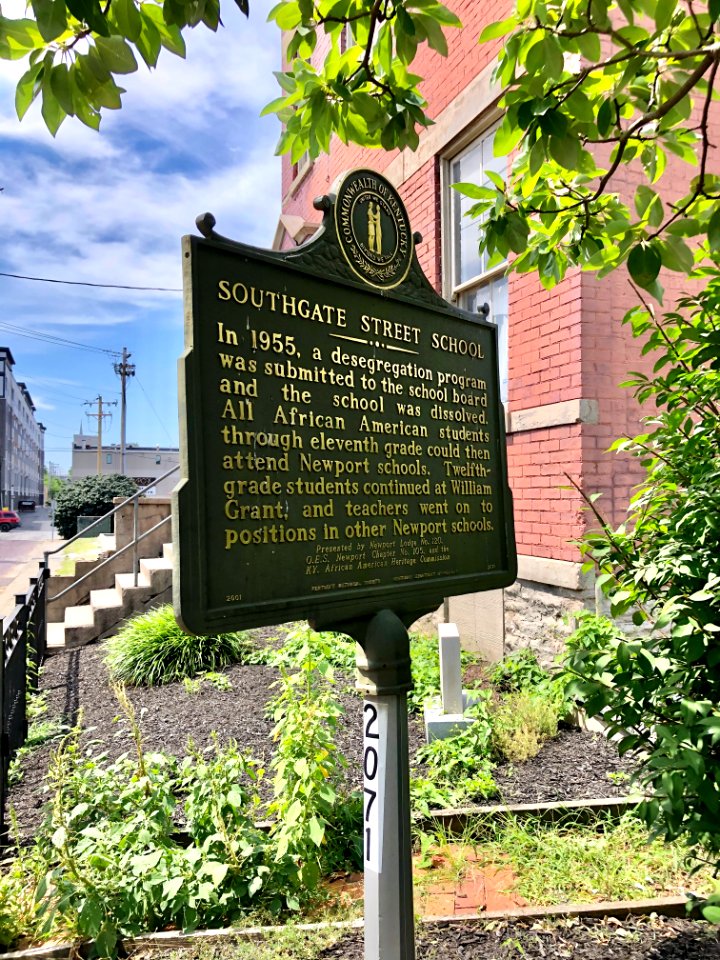 COMMONWEALTH OF KENTUCKY
SOUTHGATE STREET SCHOOL
In 1955, a desegregation program
was submitted to the school board
and the school was dissolved.
All African American students
through eleventh grade could then
attend Newport schools. Twelfth-
grade students continued at William
Grant, and teachers went on to
positions in other Newport schools.
Presented by Newport Lodge No. 120,
O.E.S. Newport Chapter No. 105, and the
KY. African American Heritage Commission
2071